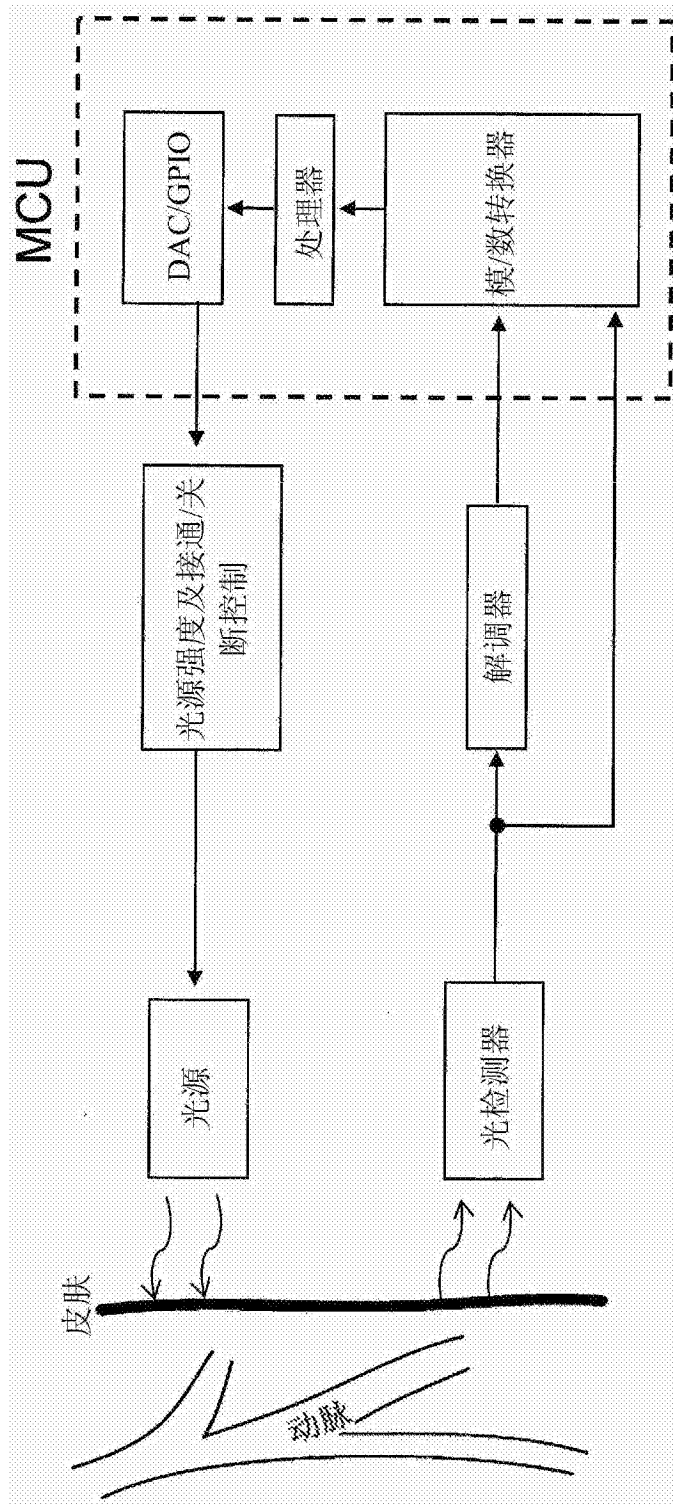 MCU
DAC/GPIO
处理器
模/数转换器
光源强度及接通/关
断控制
解调器
光源
光检测器
皮肤
动脉